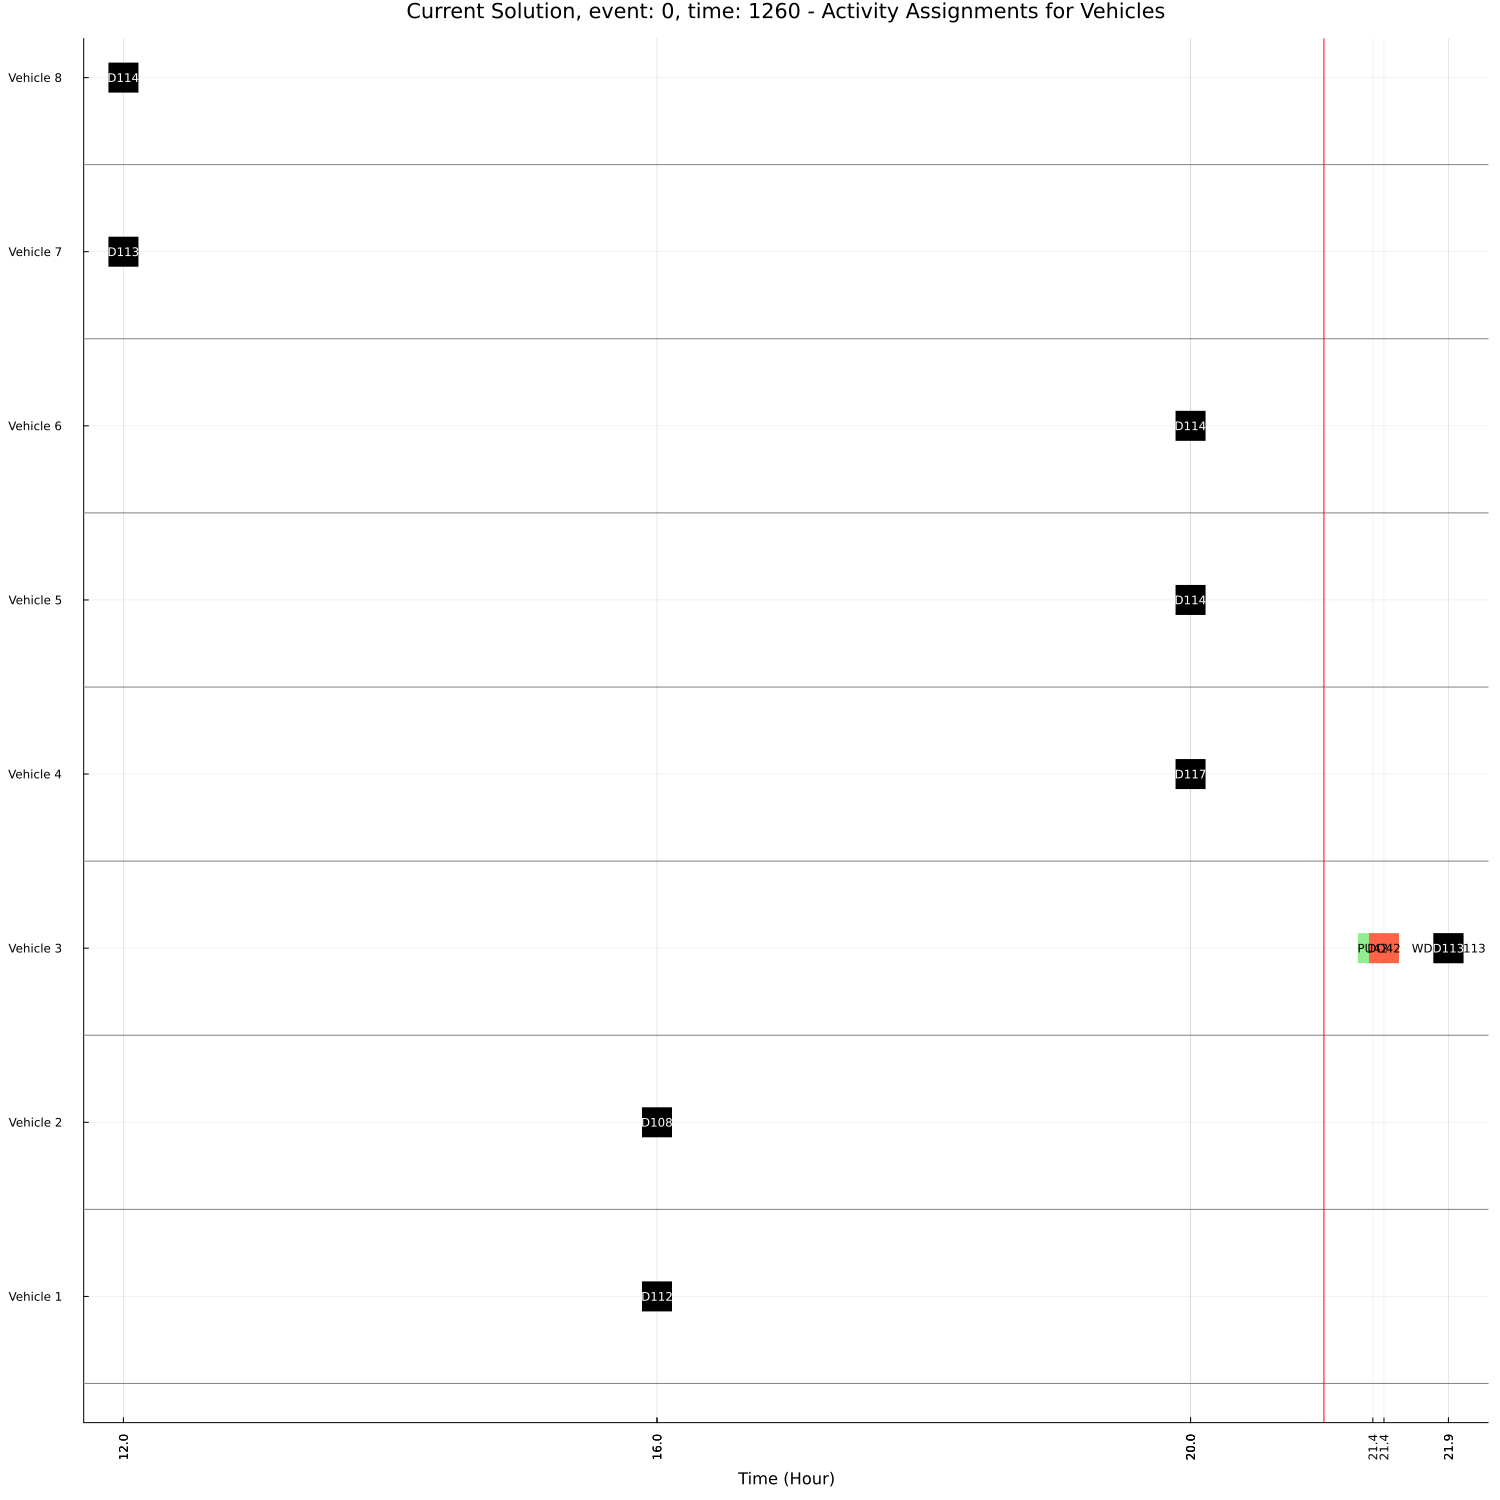 Current Solution, event: 0, time: 1260 - Activity Assignments for Vehicles
Vehicle 8
D114
Vehicle 7
D113
Vehicle 6
D114
Vehicle 5
D114
Vehicle 4
D117
Vehicle 3
DO42
WD D113 113
Vehicle 2
D108
Vehicle 1
D112
12.0
16.0
20.0
21.4
21.4
21.9
Time (Hour)